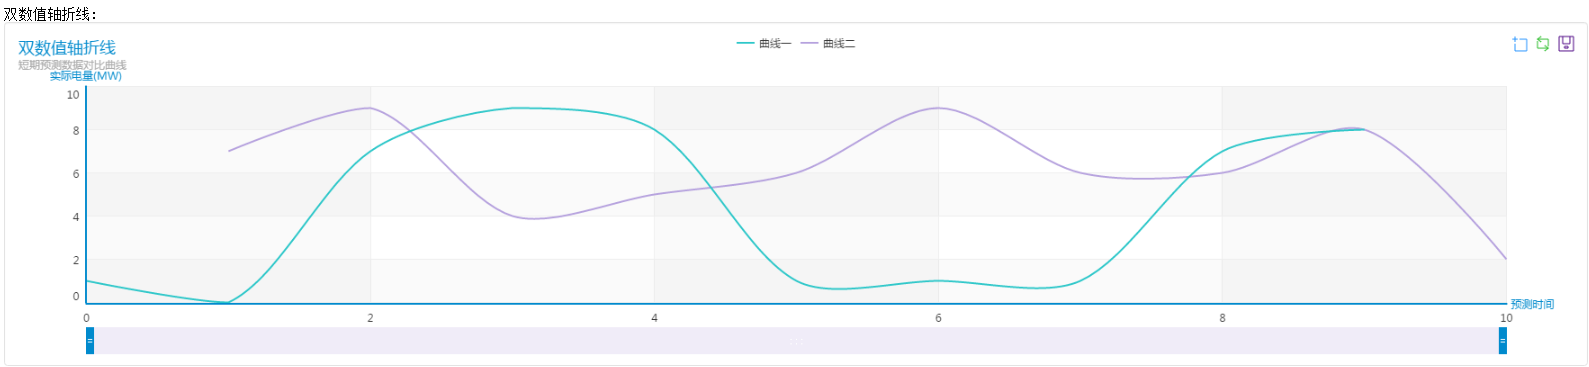 双数值轴折线：
双数值轴折线
曲线一 曲线二
短期预测数据对比曲线
实际电量(MW)
10
8
6
4
2
0
预测时间
0 2 4 6 8 10